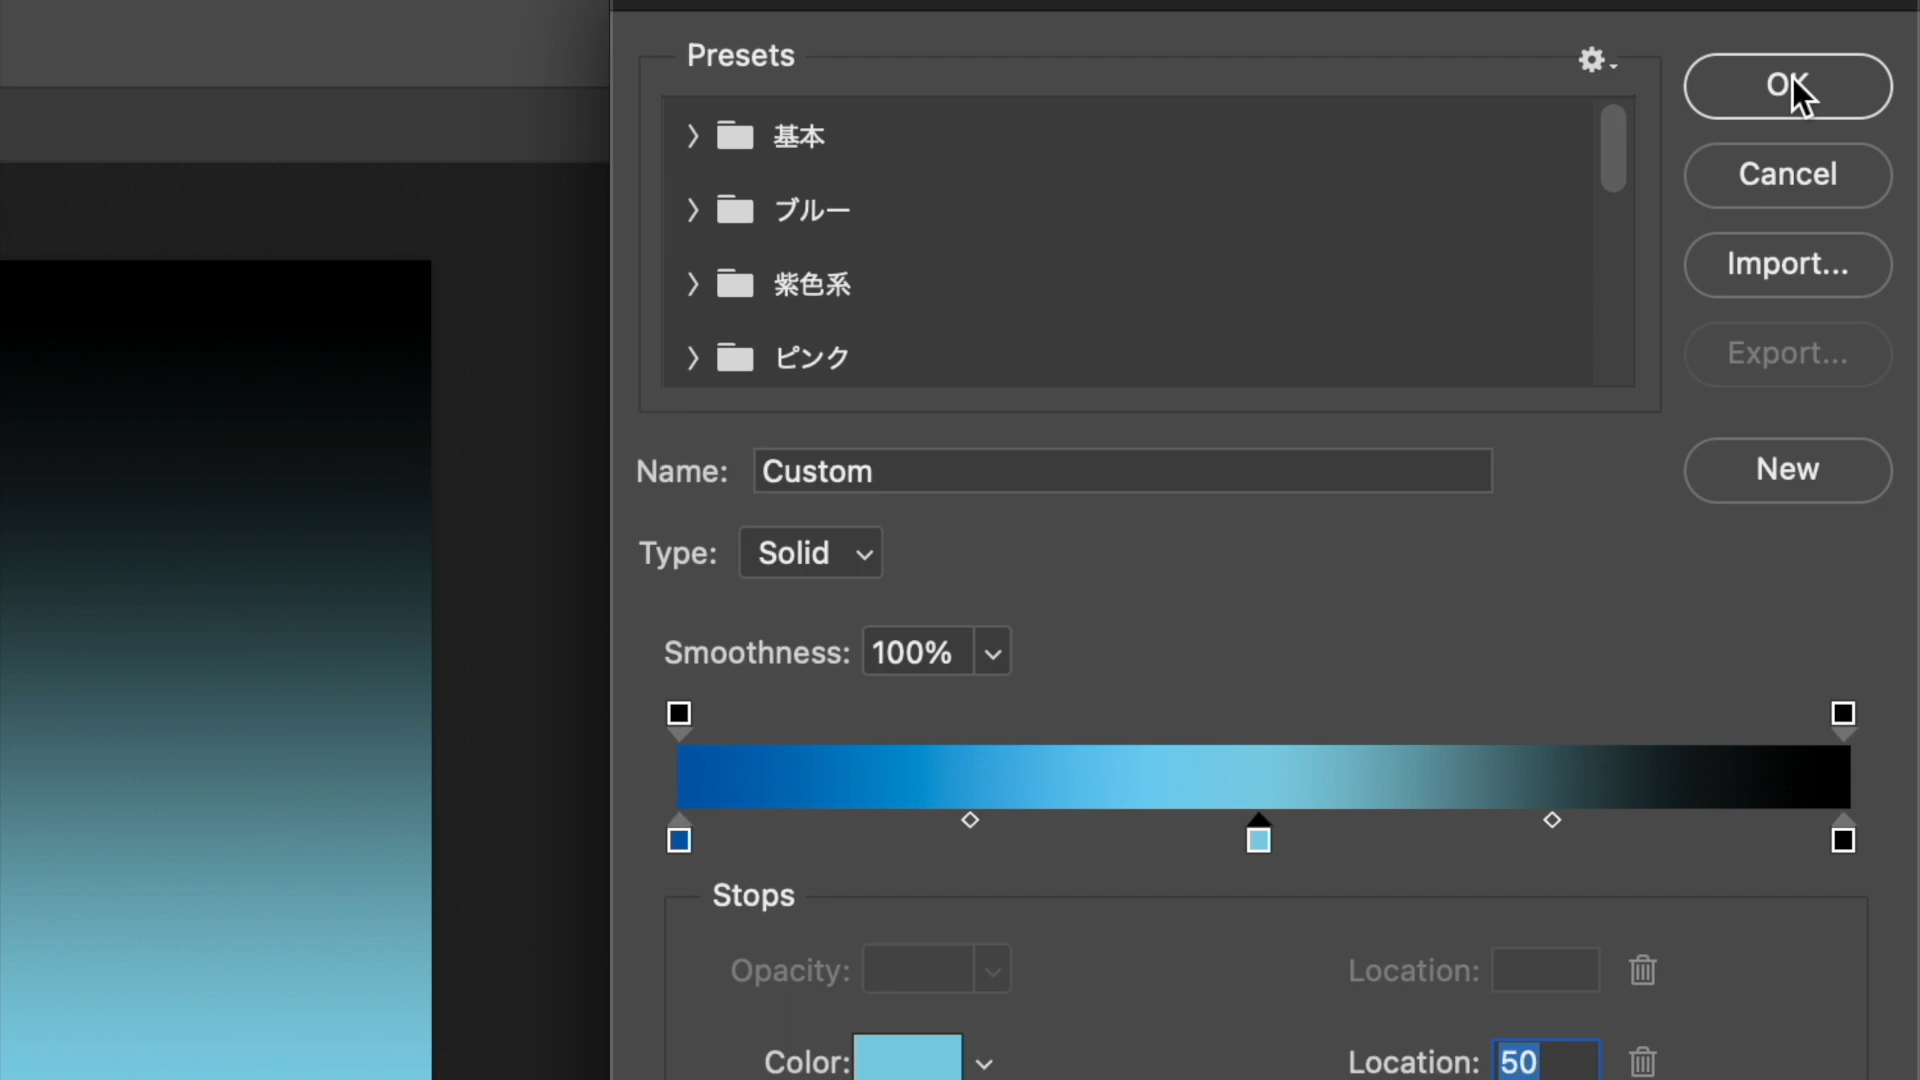 Presets
OK
基本
Cancel
ブルー
Import...
紫色系
Export...
ピンク
Name: Custom
New
Type: Solid
Smoothness: 100%
Stops
Opacity:
Location:
Color:
Location: 50